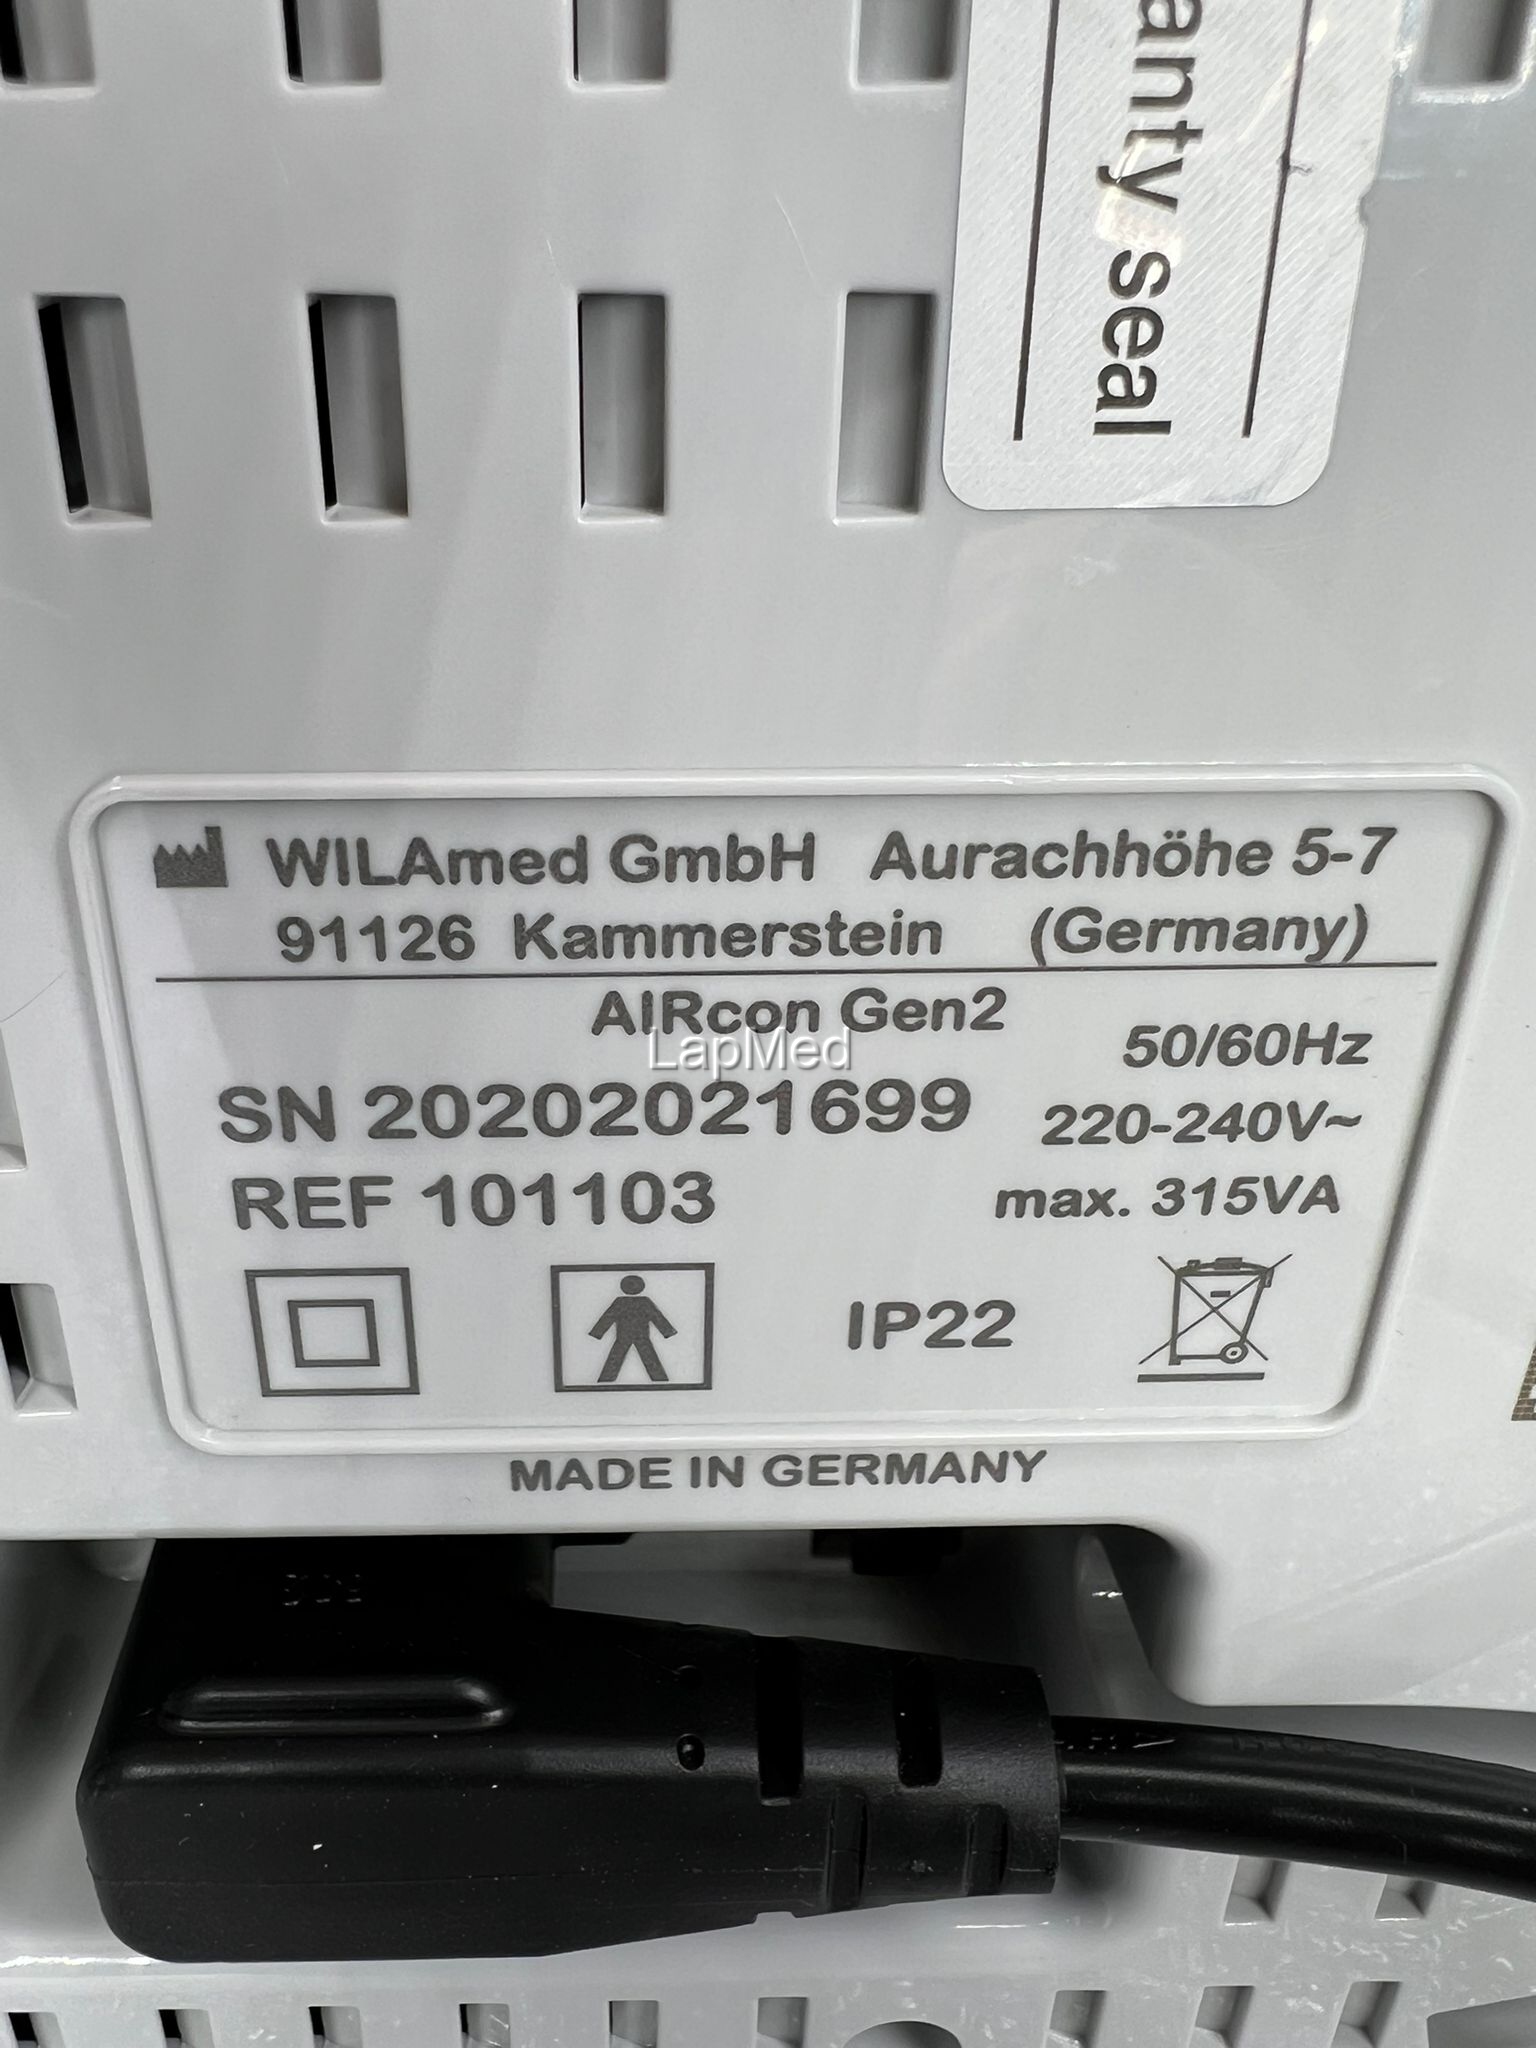 anty seal
WILAmed GmbH Aurachhöhe 5-7
91126 Kammerstein (Germany)
AIRcon Gen2
LapMed
50/60Hz
SN 20202021699
220-240V~
REF 101103
max. 315VA
IP22
MADE IN GERMANY